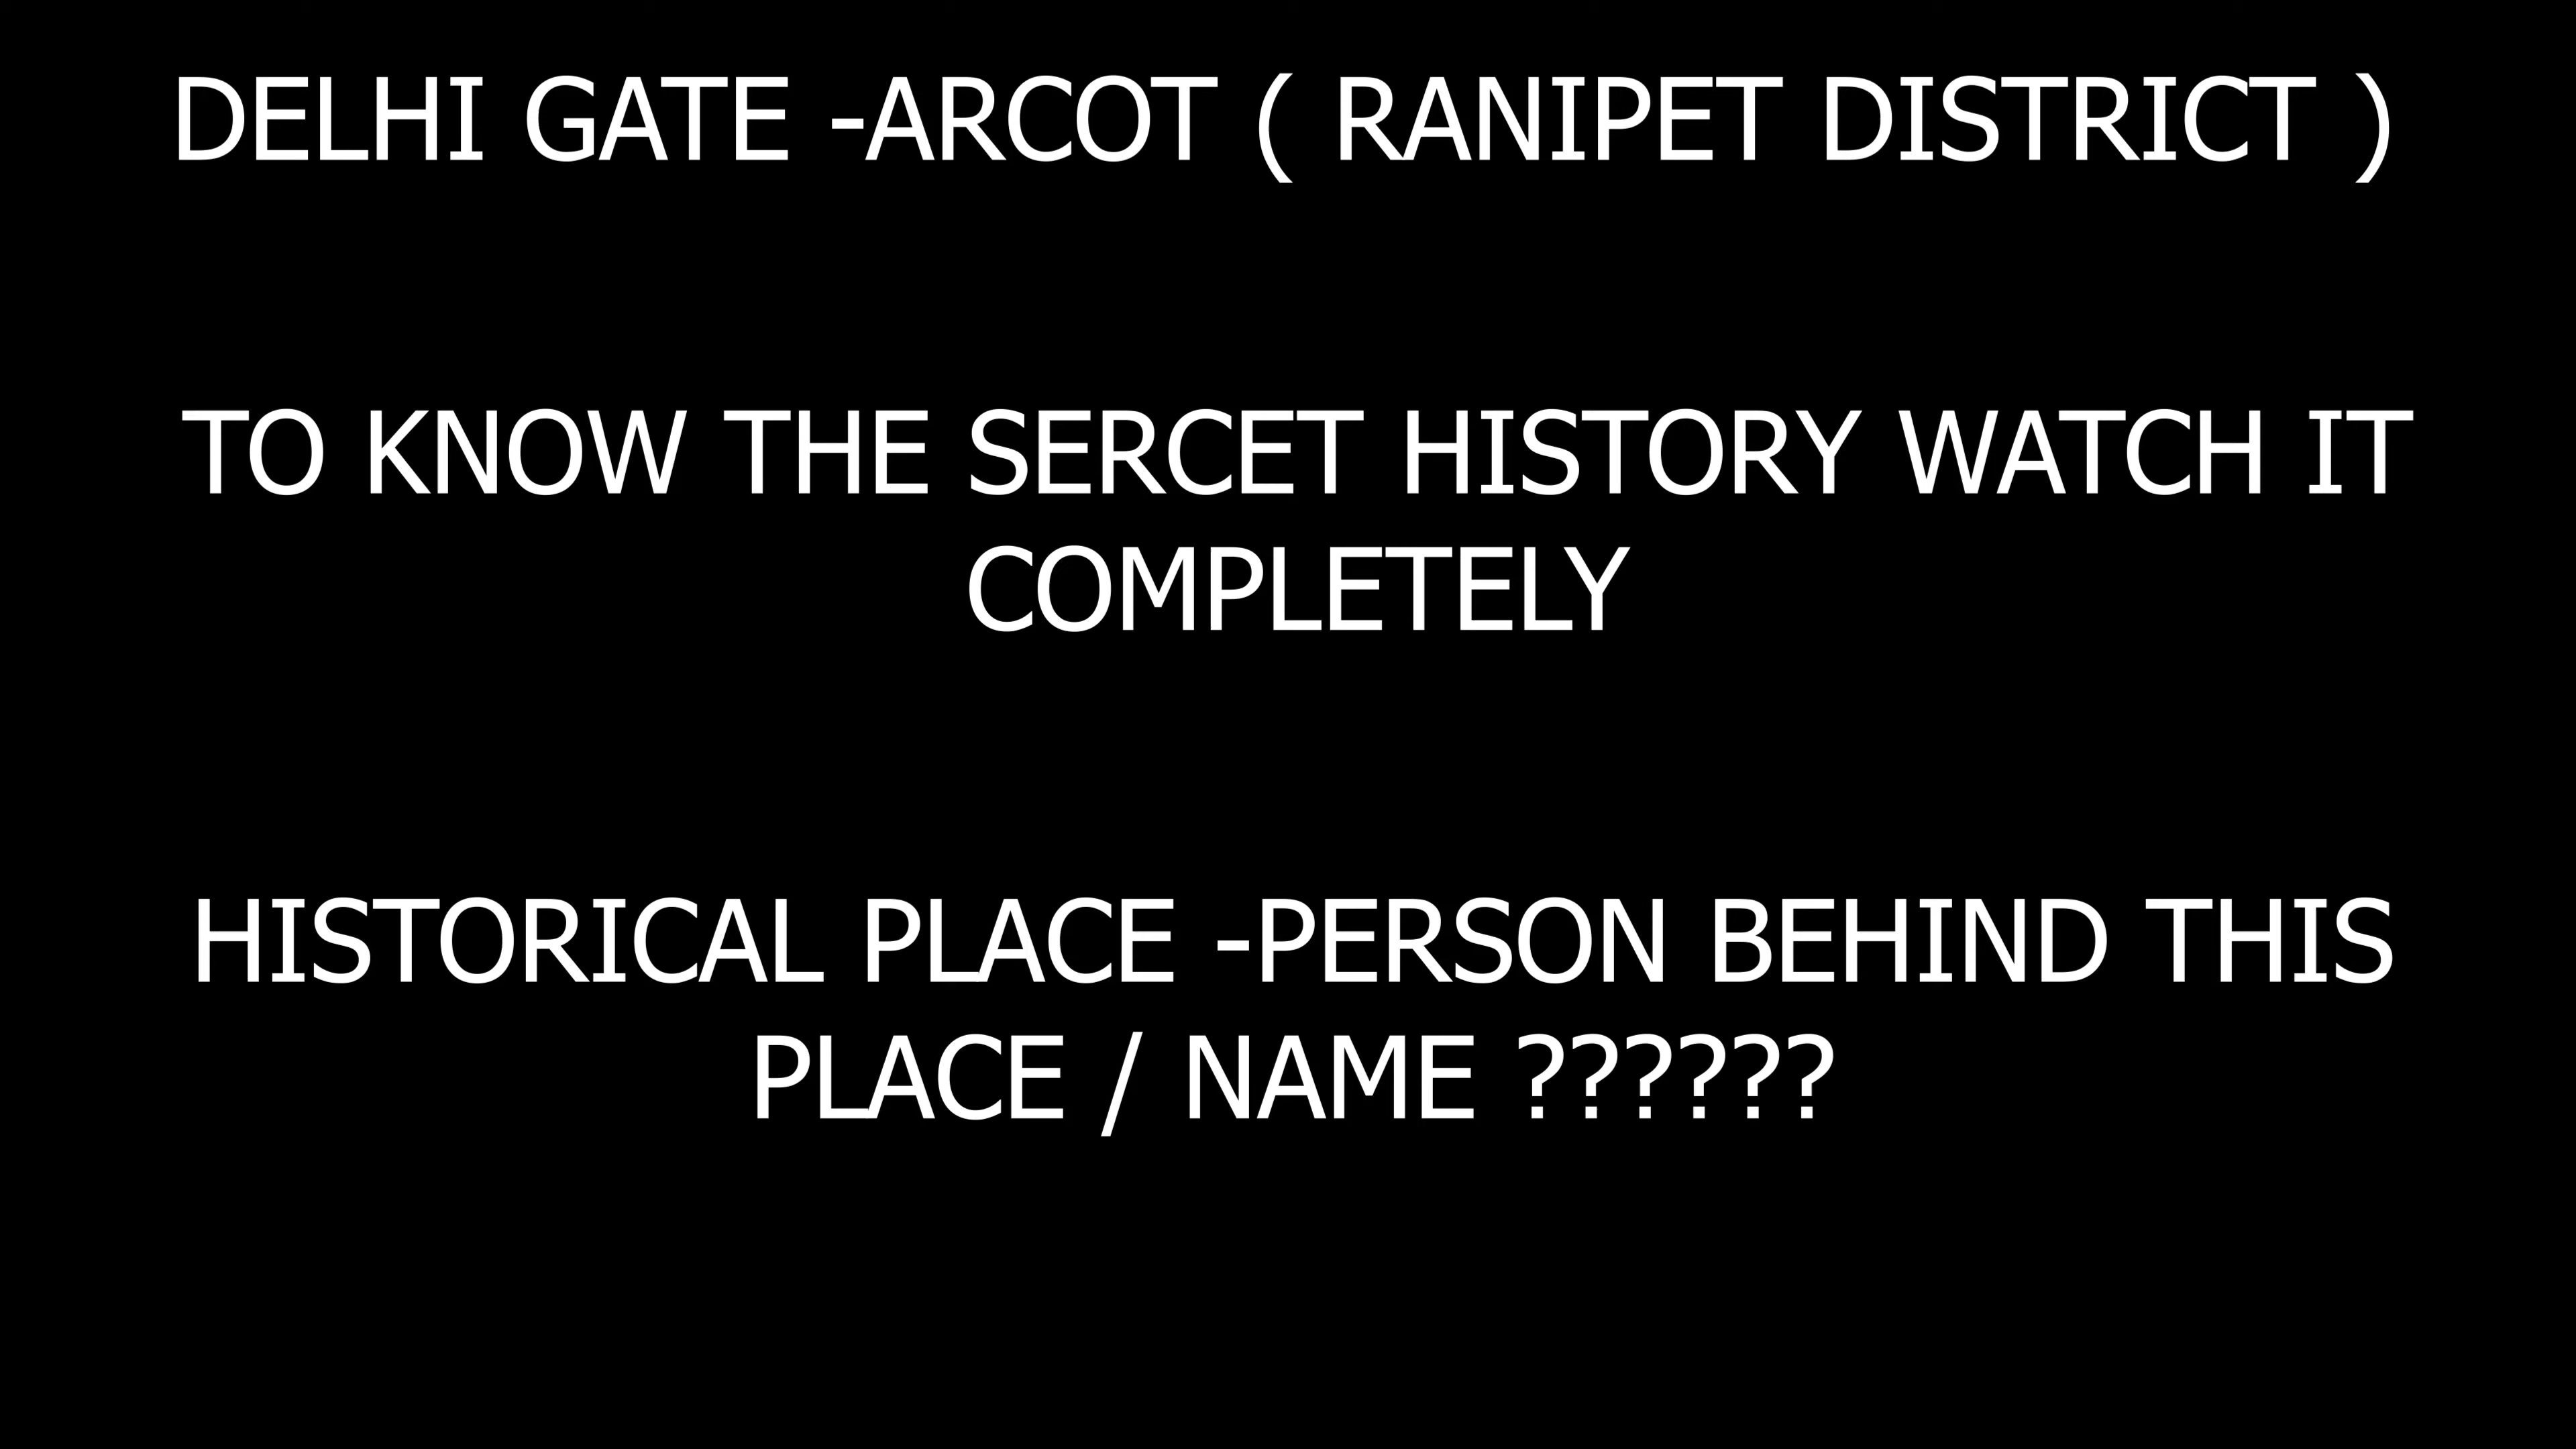 DELHI GATE -ARCOT ( RANIPET DISTRICT )
TO KNOW THE SERCET HISTORY WATCH IT
COMPLETELY
HISTORICAL PLACE -PERSON BEHIND THIS
PLACE / NAME ??????